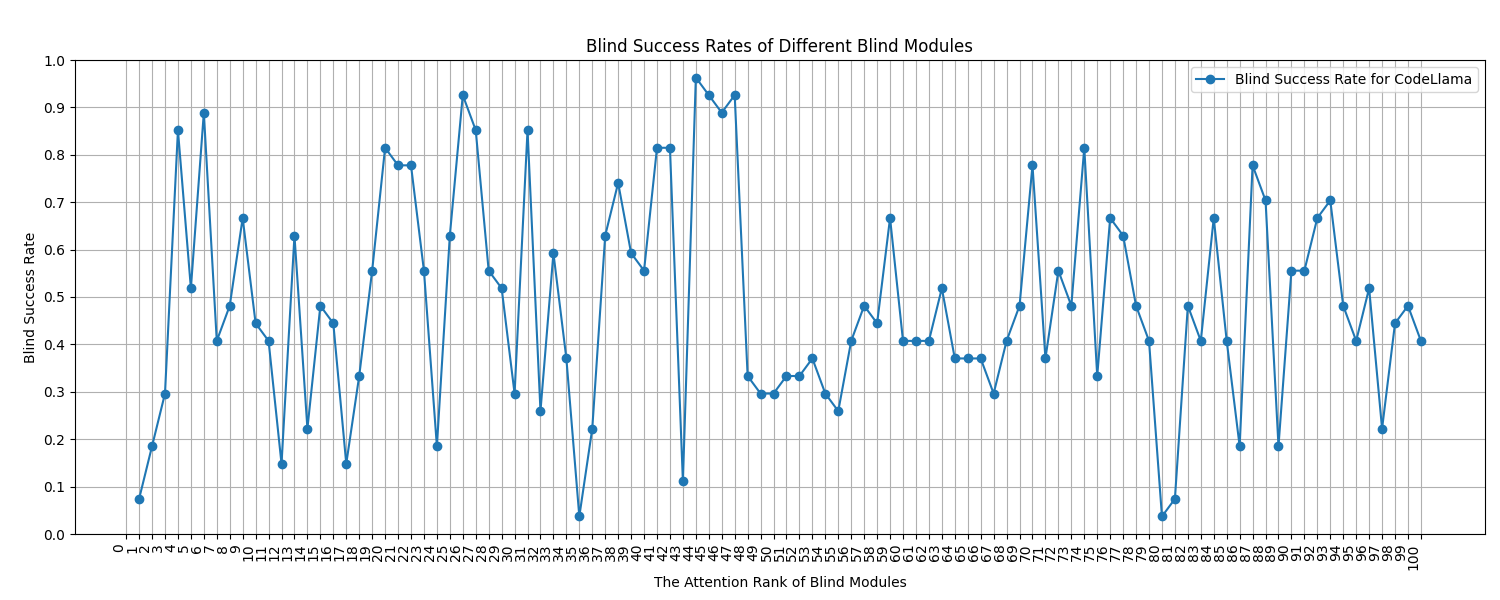 Blind Success Rates of Different Blind Modules
Blind Success Rate for CodeLlama
Blind Success Rate
1.0
0.9
0.8
0.7
0.6
0.5
0.4
0.3
0.2
0.1
0.0
0 1 2 3 4 5 6 7 8 9 10 11 12 13 14 15 16 17 18 19 20 21 22 23 24 25 26 27 28 29 30 31 32 33 34 35 36 37 38 39 40 41 42 43 44 45 46 47 48 49 50 51 52 53 54 55 56 57 58 59 60 61 62 63 64 65 66 67 68 69 70 71 72 73 74 75 76 77 78 79 80 81 82 83 84 85 86 87 88 89 90 91 92 93 94 95 96 97 98 99 100
The Attention Rank of Blind Modules